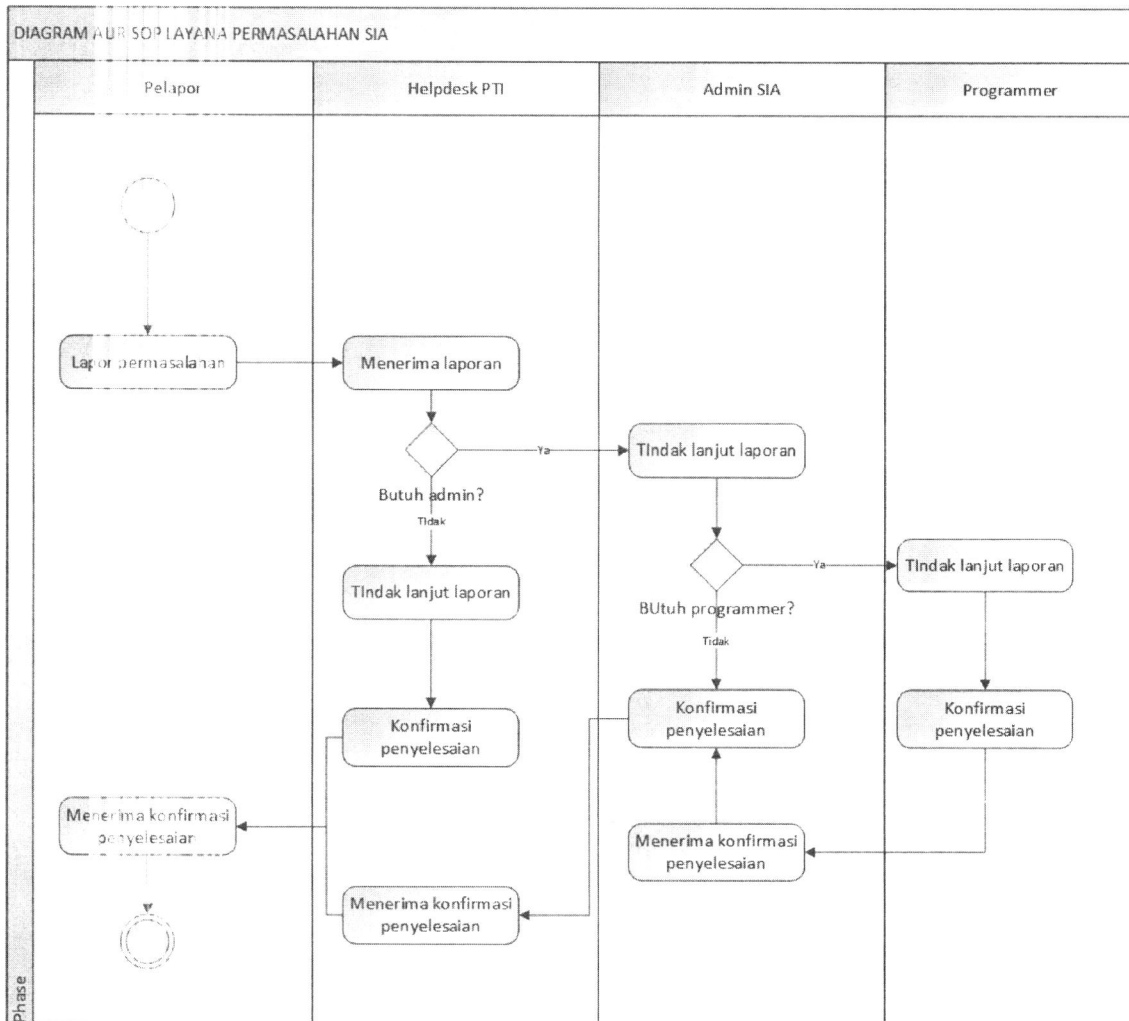 DIAGRAM ALIR SOP LAYANA PERMASALAHAN SIA
Pelapor
Helpdesk PTI
Admin SIA
Programmer
Lapor permasalahan
Menerima laporan
Ya
TIndak lanjut laporan
Butuh admin?
TIdak
Ya
TIndak lanjut laporan
TIndak lanjut laporan
BUtuh programmer?
Tidak
Konfirmasi
penyelesaian
Konfirmasi
penyelesaian
Konfirmasi
penyelesaian
Menerima konfirmasi
penyelesaian
Menerima konfirmasi
penyelesaian
Menerima konfirmasi
penyelesaian
Phase